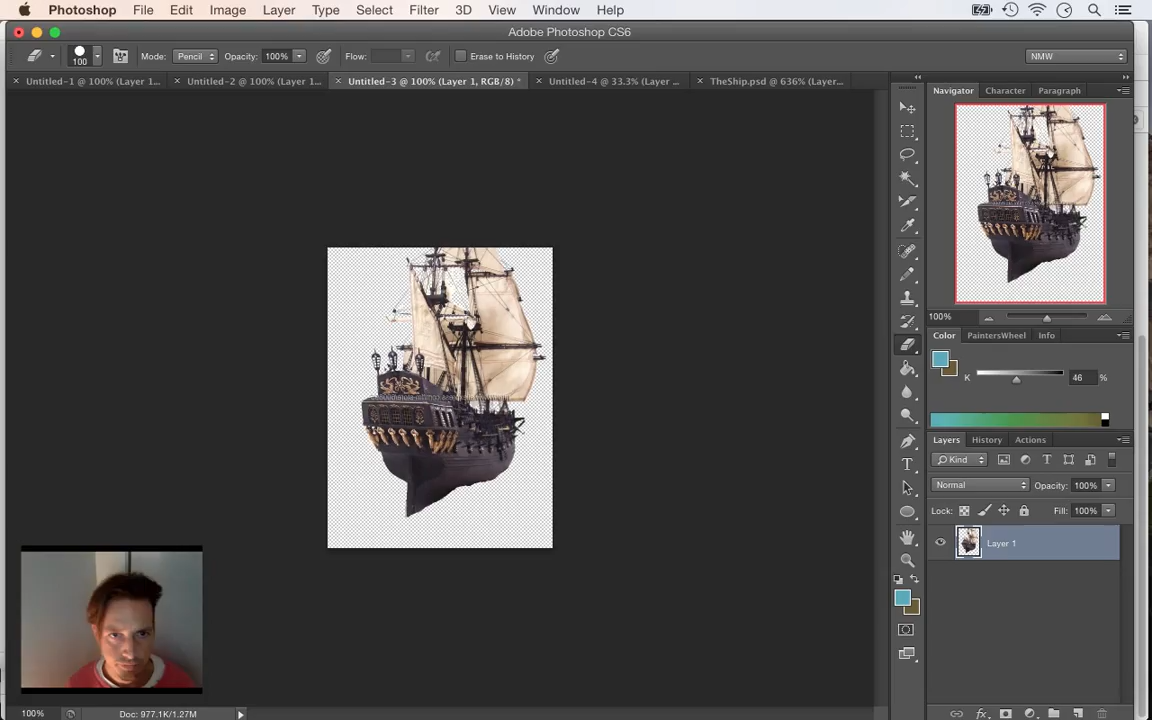 Photoshop File Edit Image Layer Type Select Filter 3D View Window Help
Adobe Photoshop CS6
100 Mode: Pencil Opacity: 100% Flow: Erase to History NMW
Untitled-1 @ 100% (Layer 1... Untitled-2 @ 100% (Layer 1... Untitled-3 @ 100% (Layer 1, RGB/8) * Untitled-4 @ 33.3% (Layer ... TheShip.psd @ 636% (Layer...
Navigator Character Paragraph
100%
Color PaintersWheel Info
K 46 %
Layers History Actions
Kind
Normal Opacity: 100%
Lock: Fill: 100%
Layer 1
100% Doc: 977.1K/1.27M